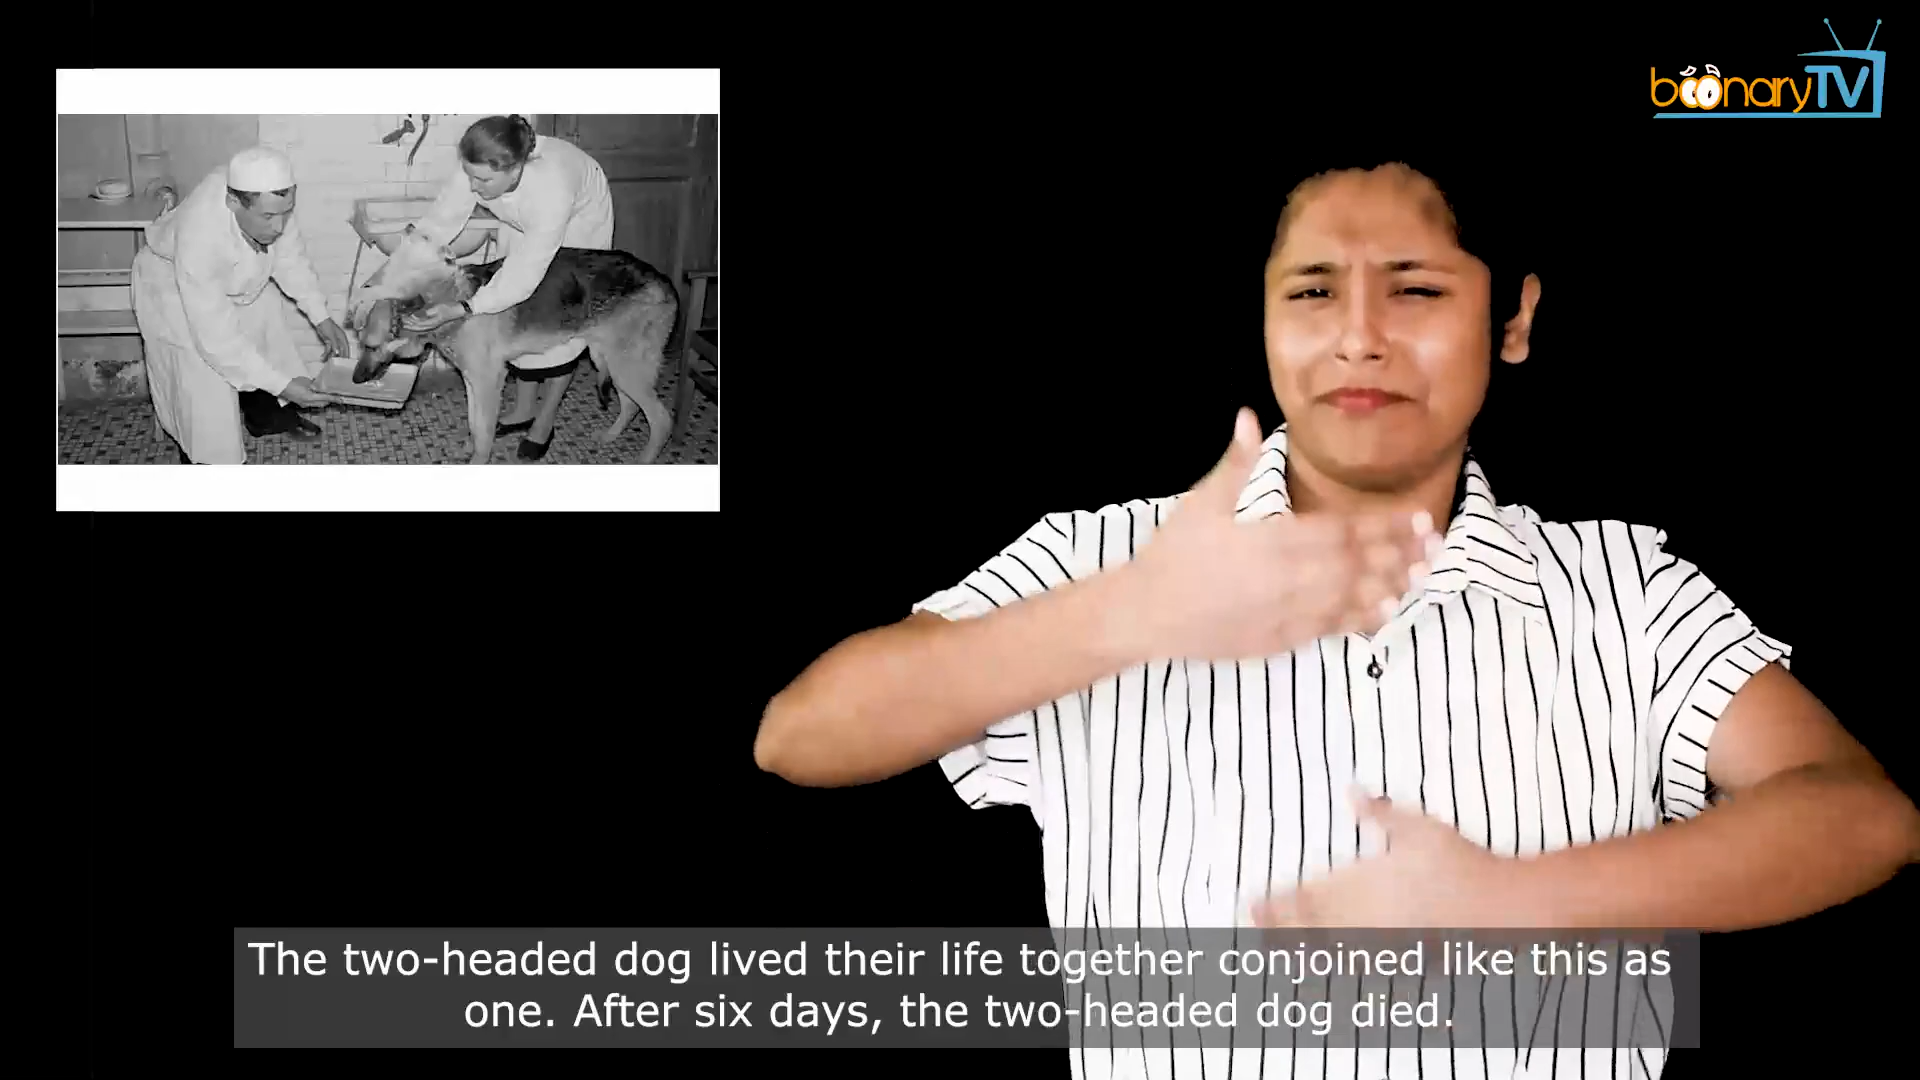 boonaryTV
The two-headed dog lived their life together conjoined like this as
one. After six days, the two-headed dog died.